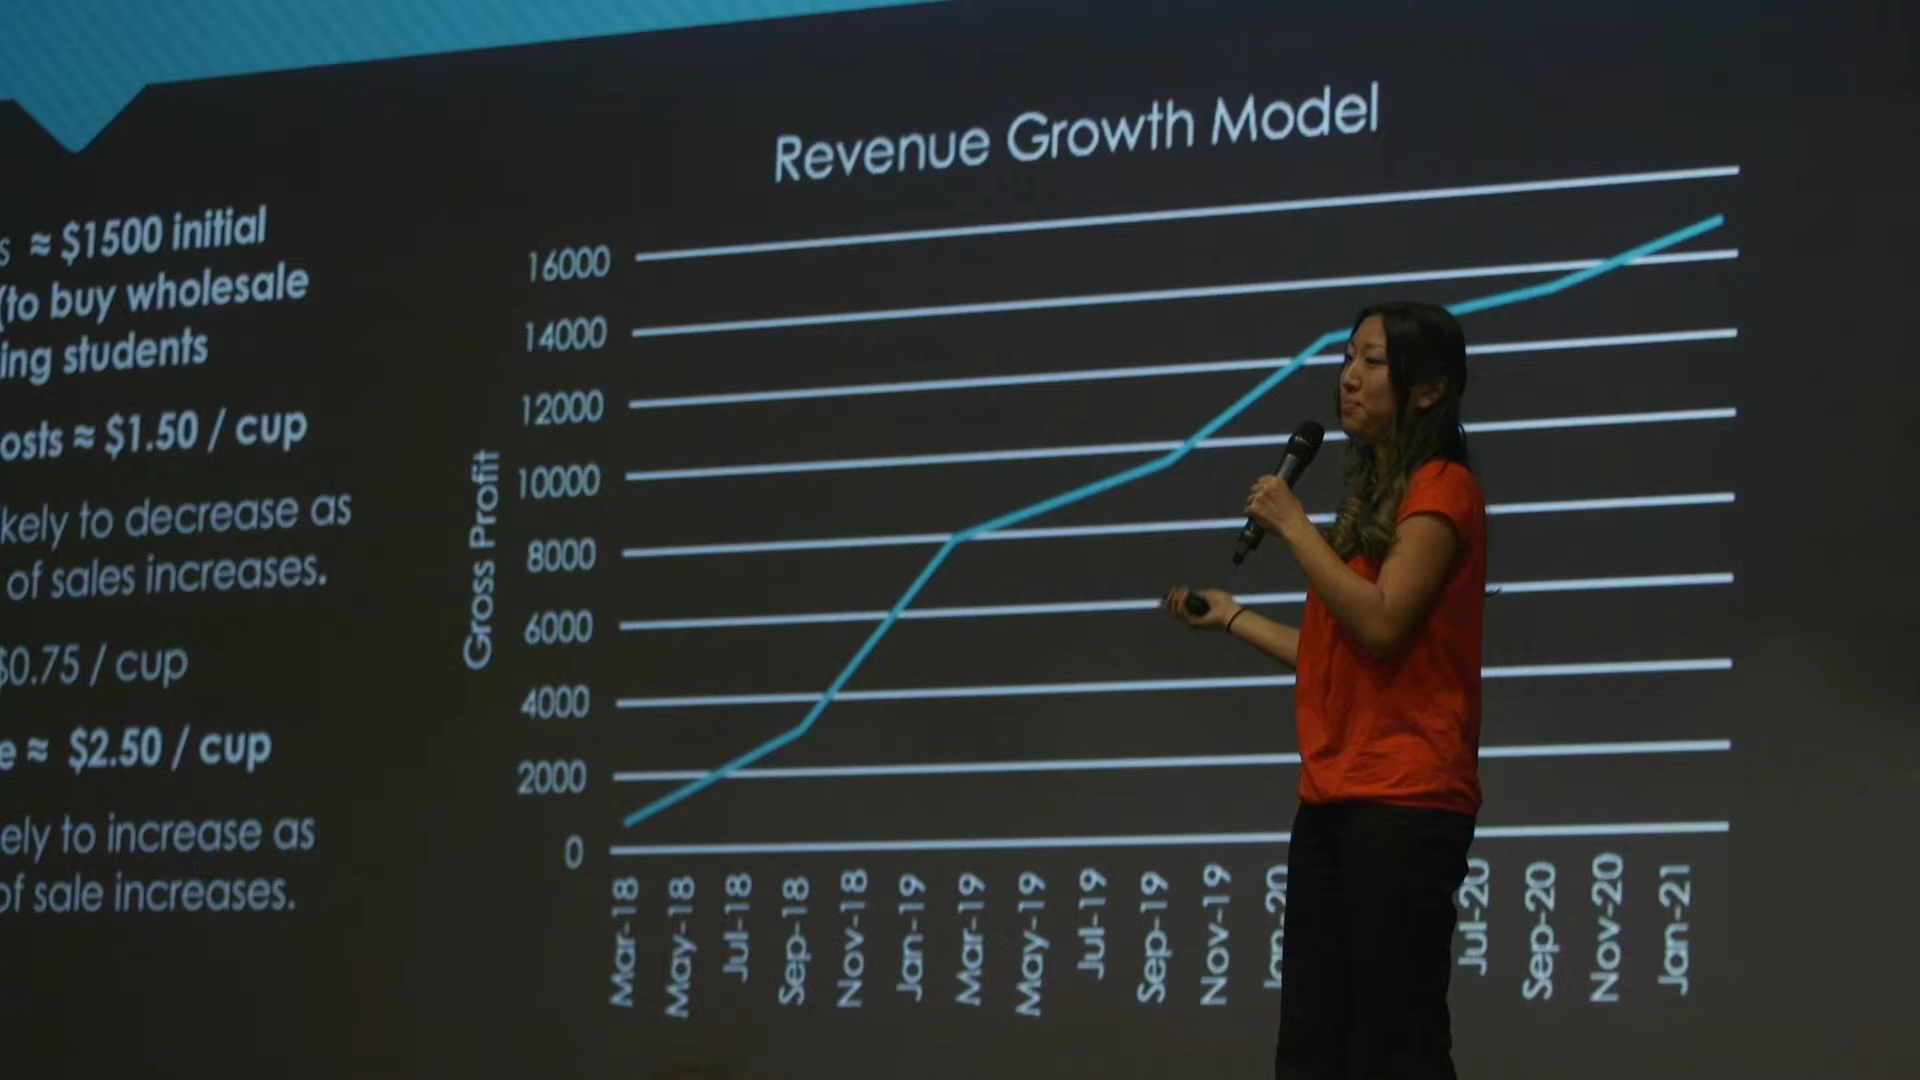 s ≈ $1500 initial
(to buy wholesale
ing students
osts ≈ $1.50 / cup
kely to decrease as
of sales increases.
$0.75 / cup
e ≈ $2.50 / cup
ely to increase as
of sale increases.
Revenue Growth Model
Gross Profit
16000
14000
12000
10000
8000
6000
4000
2000
0
Mar-18
May-18
Jul-18
Sep-18
Nov-18
Jan-19
Mar-19
May-19
Jul-19
Sep-19
Nov-19
Jan-20
Jul-20
Sep-20
Nov-20
Jan-21